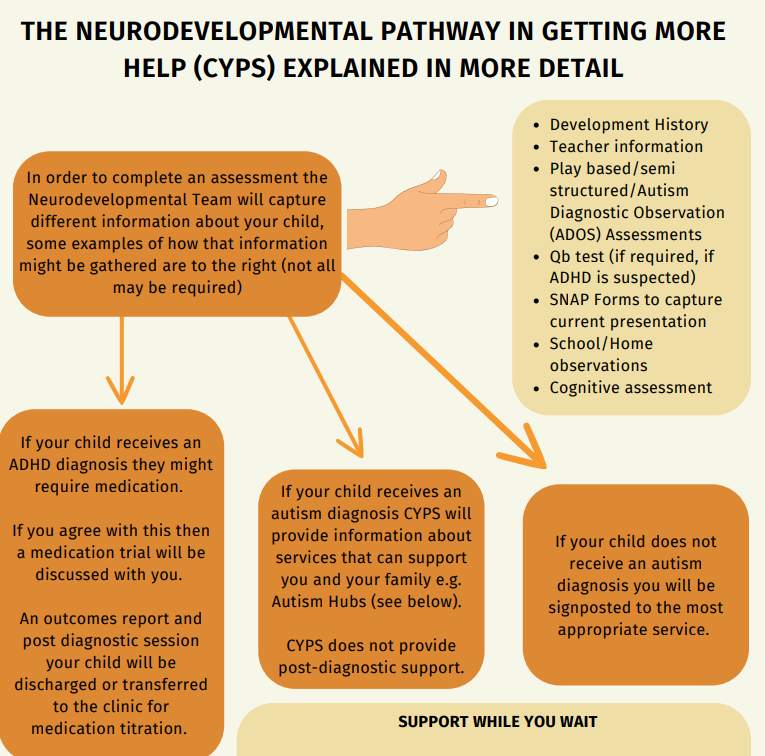 THE NEURODEVELOPMENTAL PATHWAY IN GETTING MORE
HELP (CYPS) EXPLAINED IN MORE DETAIL
In order to complete an assessment the
Neurodevelopmental Team will capture
different information about your child,
some examples of how that information
might be gathered are to the right (not all
may be required)
• Development History
• Teacher information
• Play based/semi
structured/Autism
Diagnostic Observation
(ADOS) Assessments
• Qb test (if required, if
ADHD is suspected)
• SNAP Forms to capture
current presentation
• School/Home
observations
• Cognitive assessment
If your child receives an
ADHD diagnosis they might
require medication.
If you agree with this then
a medication trial will be
discussed with you.
An outcomes report and
post diagnostic session
your child will be
discharged or transferred
to the clinic for
medication titration.
If your child receives an
autism diagnosis CYPS will
provide information about
services that can support
you and your family e.g.
Autism Hubs (see below).
CYPS does not provide
post-diagnostic support.
If your child does not
receive an autism
diagnosis you will be
signposted to the most
appropriate service.
SUPPORT WHILE YOU WAIT